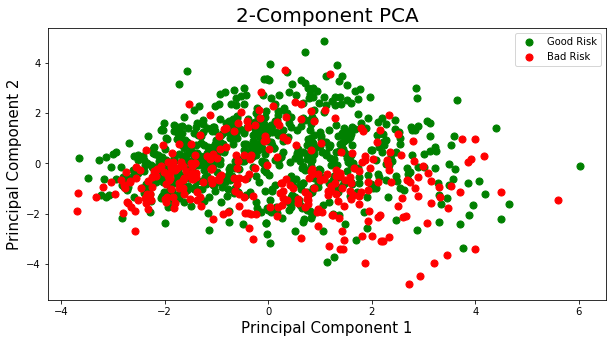 2-Component PCA
Good Risk
Bad Risk
Principal Component 2
4
2
0
−2
−4
−4 −2 0 2 4 6
Principal Component 1